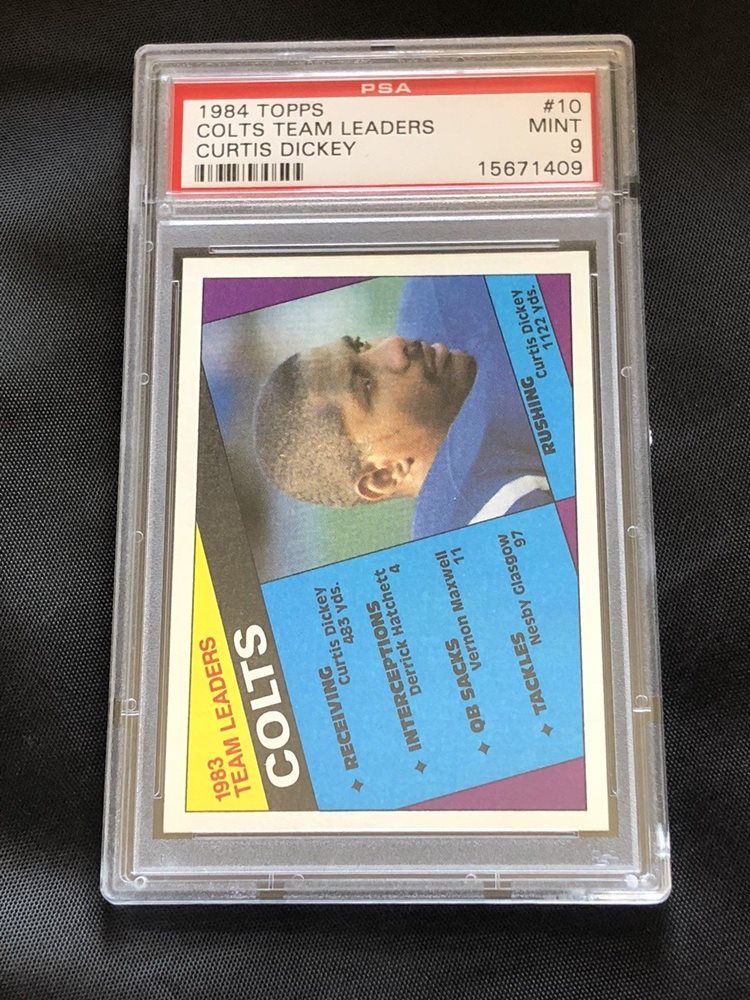 PSA
1984 TOPPS #10
COLTS TEAM LEADERS MINT
CURTIS DICKEY 9
15671409
1983
TEAM LEADERS
COLTS
RECEIVING
Curtis Dickey
483 yds.
INTERCEPTIONS
Derrick Hatchett
4
QB SACKS
Vernon Maxwell
11
TACKLES
Nesby Glasgow
97
RUSHING
Curtis Dickey
1122 yds.